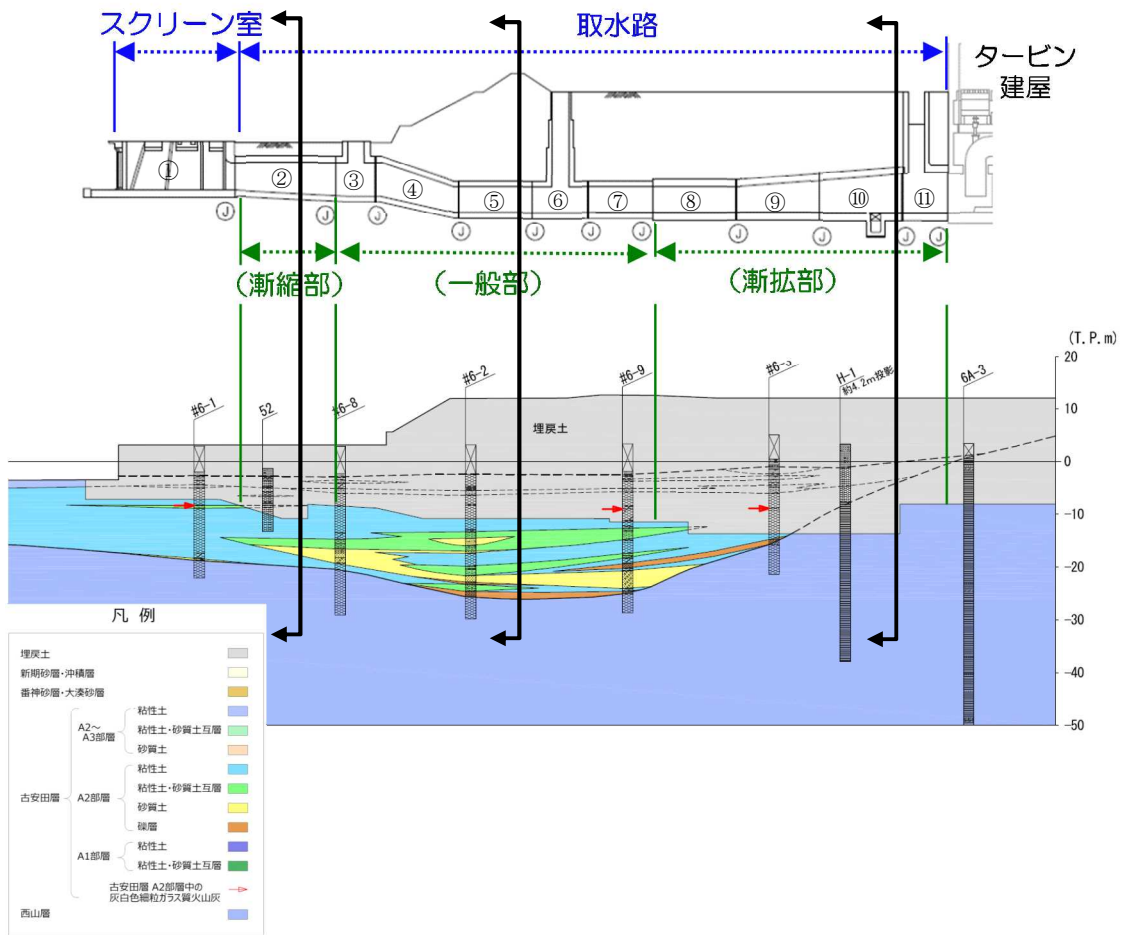 スクリーン室
取水路
タービン
建屋
①
②
③
④
⑤
⑥
⑦
⑧
⑨
⑩
⑪
J
J
J
J
J
J
J
J
J
J
(漸縮部)
(一般部)
(漸拡部)
(T.P.m)
#6-1
52
#6-8
#6-2
#6-9
#6-3
H-1
約4.2m投影
6A-3
埋戻土
20
10
0
-10
-20
-30
-40
-50
凡 例
埋戻土
新期砂層・沖積層
番神砂層・大湊砂層
古安田層
A2～
A3部層
粘性土
粘性土・砂質土互層
砂質土
A2部層
粘性土
粘性土・砂質土互層
砂質土
礫層
A1部層
粘性土
粘性土・砂質土互層
古安田層 A2部層中の
灰白色細粒ガラス質火山灰
西山層